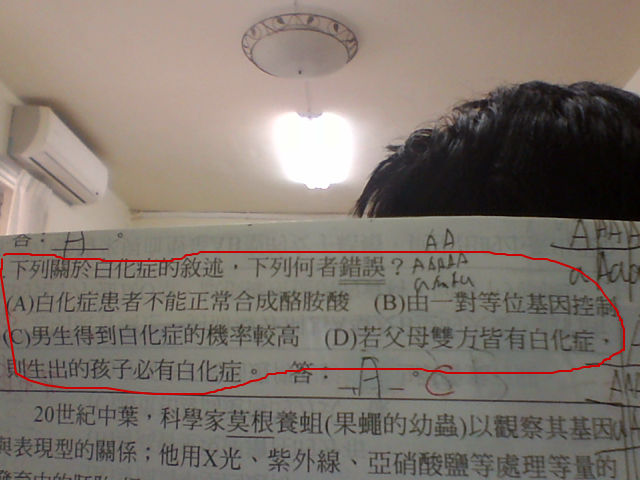 答：A。
AA
下列關於白化症的敘述，下列何者錯誤？
(A)白化症患者不能正常合成酪胺酸 (B)由一對等位基因控制
(C)男生得到白化症的機率較高 (D)若父母雙方皆有白化症，
則生出的孩子必有白化症。 答：A。C
20世紀中葉，科學家莫根養蛆(果蠅的幼蟲)以觀察其基因
與表現型的關係；他用X光、紫外線、亞硝酸鹽等處理等量的